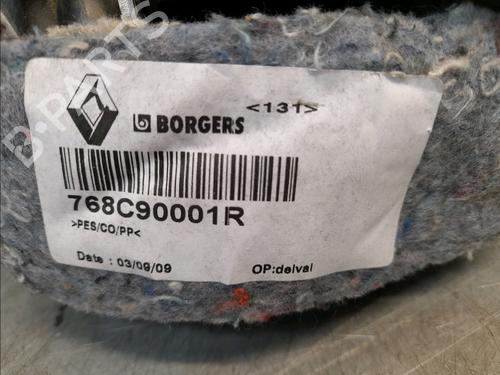 <131>
BORGERS
768C90001R
>PES/CO/PP<
Date : 03/09/09
OP:delval
B-PARTS